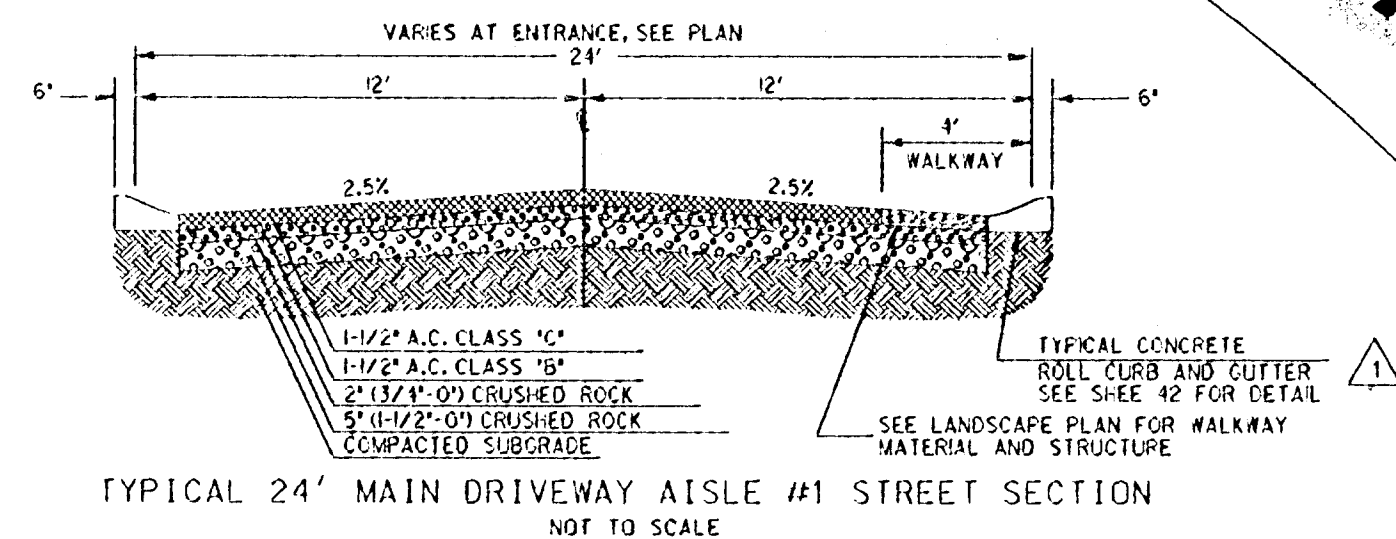 VARIES AT ENTRANCE, SEE PLAN
24'
6"
12'
12'
6"
4'
WALKWAY
2.5%
2.5%
1-1/2" A.C. CLASS "C"
1-1/2" A.C. CLASS "B"
2" (3/4"-0") CRUSHED ROCK
5" (1-1/2"-0") CRUSHED ROCK
COMPACTED SUBGRADE
TYPICAL CONCRETE
ROLL CURB AND GUTTER
SEE SHEE 42 FOR DETAIL
1
SEE LANDSCAPE PLAN FOR WALKWAY
MATERIAL AND STRUCTURE
TYPICAL 24' MAIN DRIVEWAY AISLE #1 STREET SECTION
NOT TO SCALE